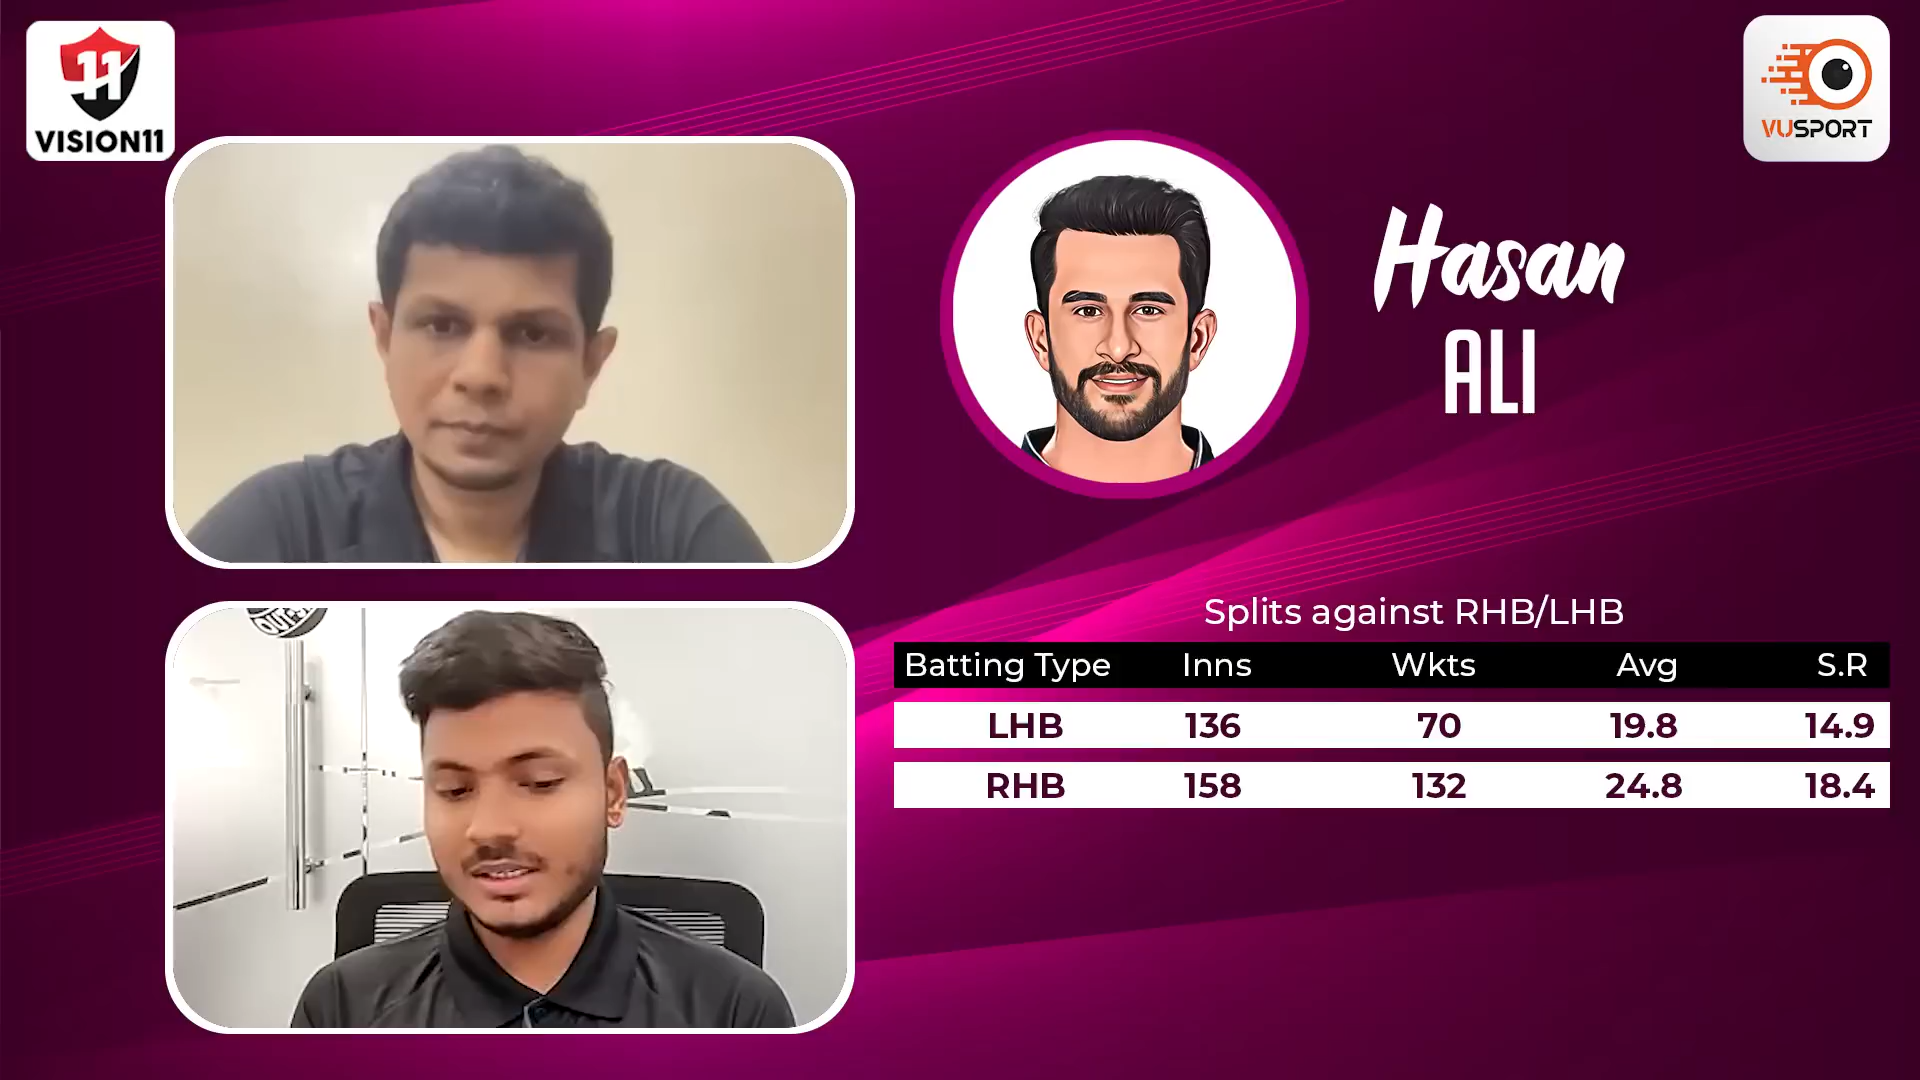 11
VISION11
VUSPORT
Hasan
ALI
Splits against RHB/LHB
Batting Type Inns Wkts Avg S.R
LHB 136 70 19.8 14.9
RHB 158 132 24.8 18.4